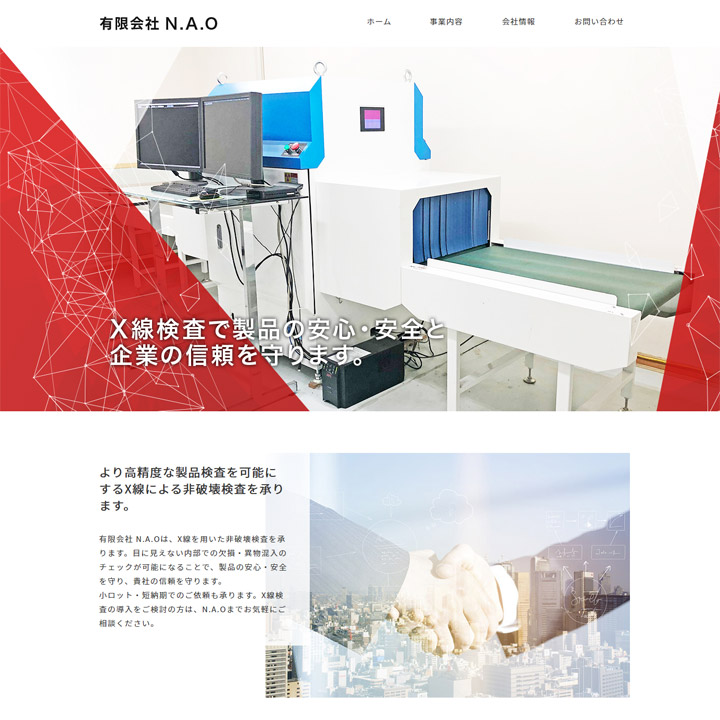 有限会社 N.A.O
ホーム 事業内容 会社情報 お問い合わせ
X線検査で製品の安心・安全と
企業の信頼を守ります。
より高精度な製品検査を可能に
するX線による非破壊検査を承り
ます。
有限会社 N.A.Oは、X線を用いた非破壊検査を承
ります。目に見えない内部での欠損・異物混入の
チェックが可能になることで、製品の安心・安全
を守り、貴社の信頼を守ります。
小ロット・短納期でのご依頼も承ります。X線検
査の導入をご検討の方は、N.A.Oまでお気軽にご
相談ください。